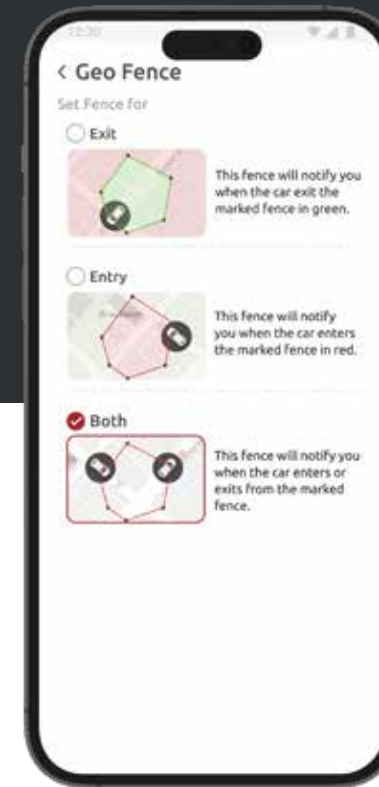 12:30
< Geo Fence
Set Fence for
Exit
This fence will notify you
when the car exit the
marked fence in green.
Entry
This fence will notify
you when the car enters
the marked fence in red.
Both
This fence will notify you
when the car enters or
exits from the marked
fence.